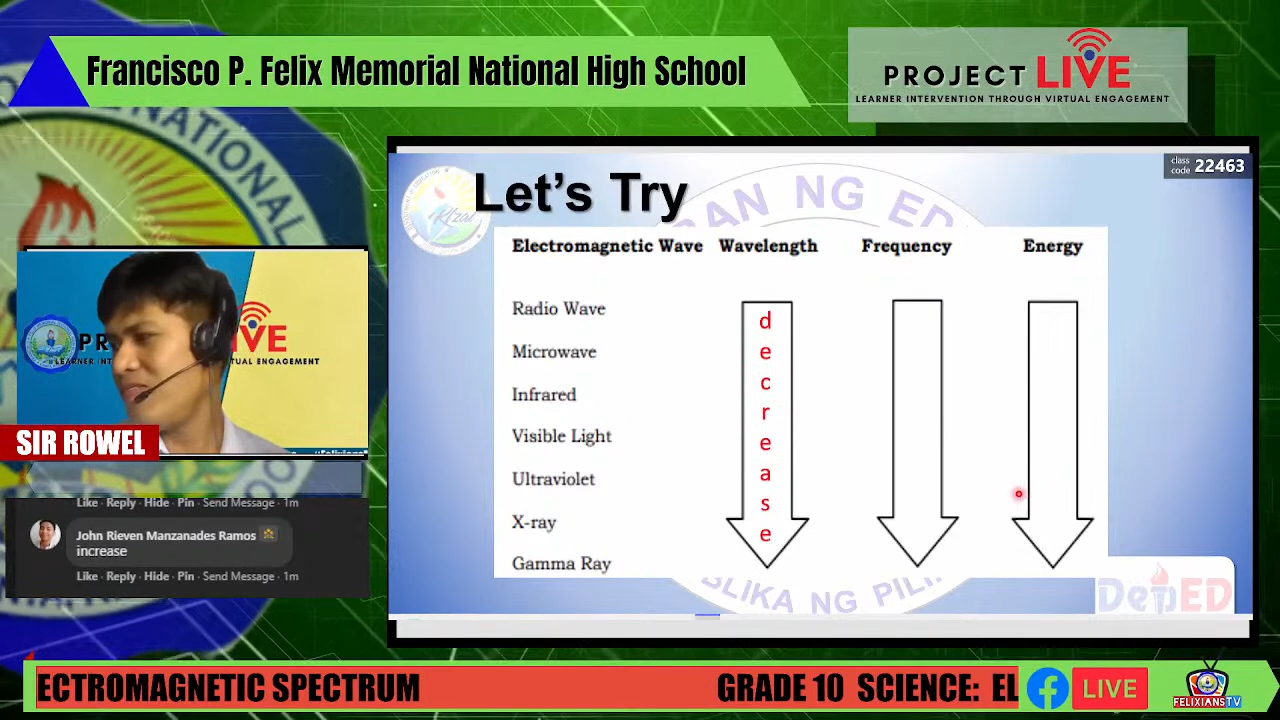 Francisco P. Felix Memorial National High School
PROJECT LIVE
LEARNER INTERVENTION THROUGH VIRTUAL ENGAGEMENT
class code 22463
Let's Try
Electromagnetic Wave Wavelength Frequency Energy
Radio Wave
Microwave
Infrared
Visible Light
Ultraviolet
X-ray
Gamma Ray
decrease
SIR ROWEL
Like · Reply · Hide · Pin · Send Message · 1m
John Rieven Manzanades Ramos
increase
Like · Reply · Hide · Pin · Send Message · 1m
DepED
ECTROMAGNETIC SPECTRUM
GRADE 10 SCIENCE: EL
LIVE
FELIXIANS TV